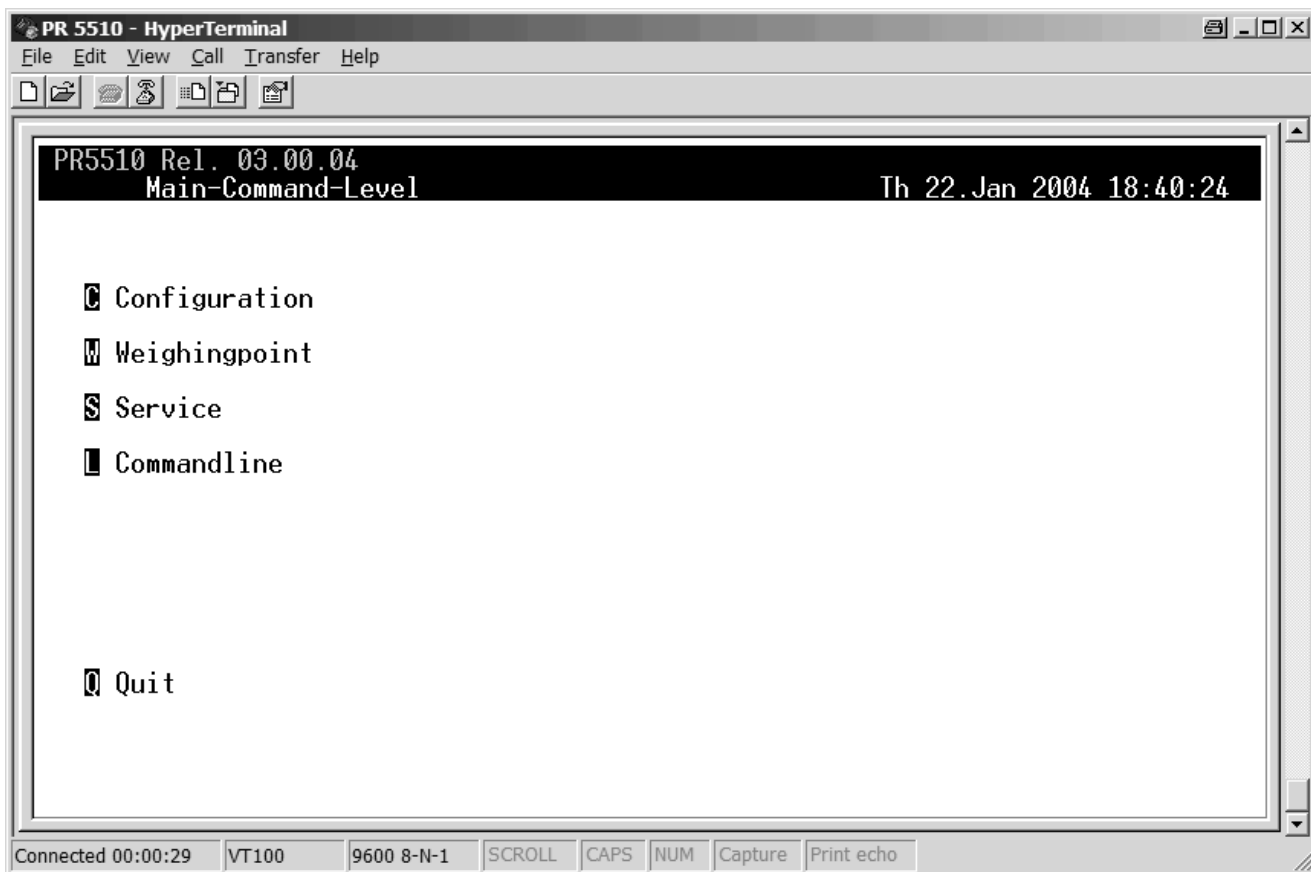 PR 5510 - HyperTerminal
File Edit View Call Transfer Help
PR5510 Rel. 03.00.04
Main-Command-Level Th 22.Jan 2004 18:40:24
C Configuration
W Weighingpoint
S Service
L Commandline
Q Quit
Connected 00:00:29 VT100 9600 8-N-1 SCROLL CAPS NUM Capture Print echo